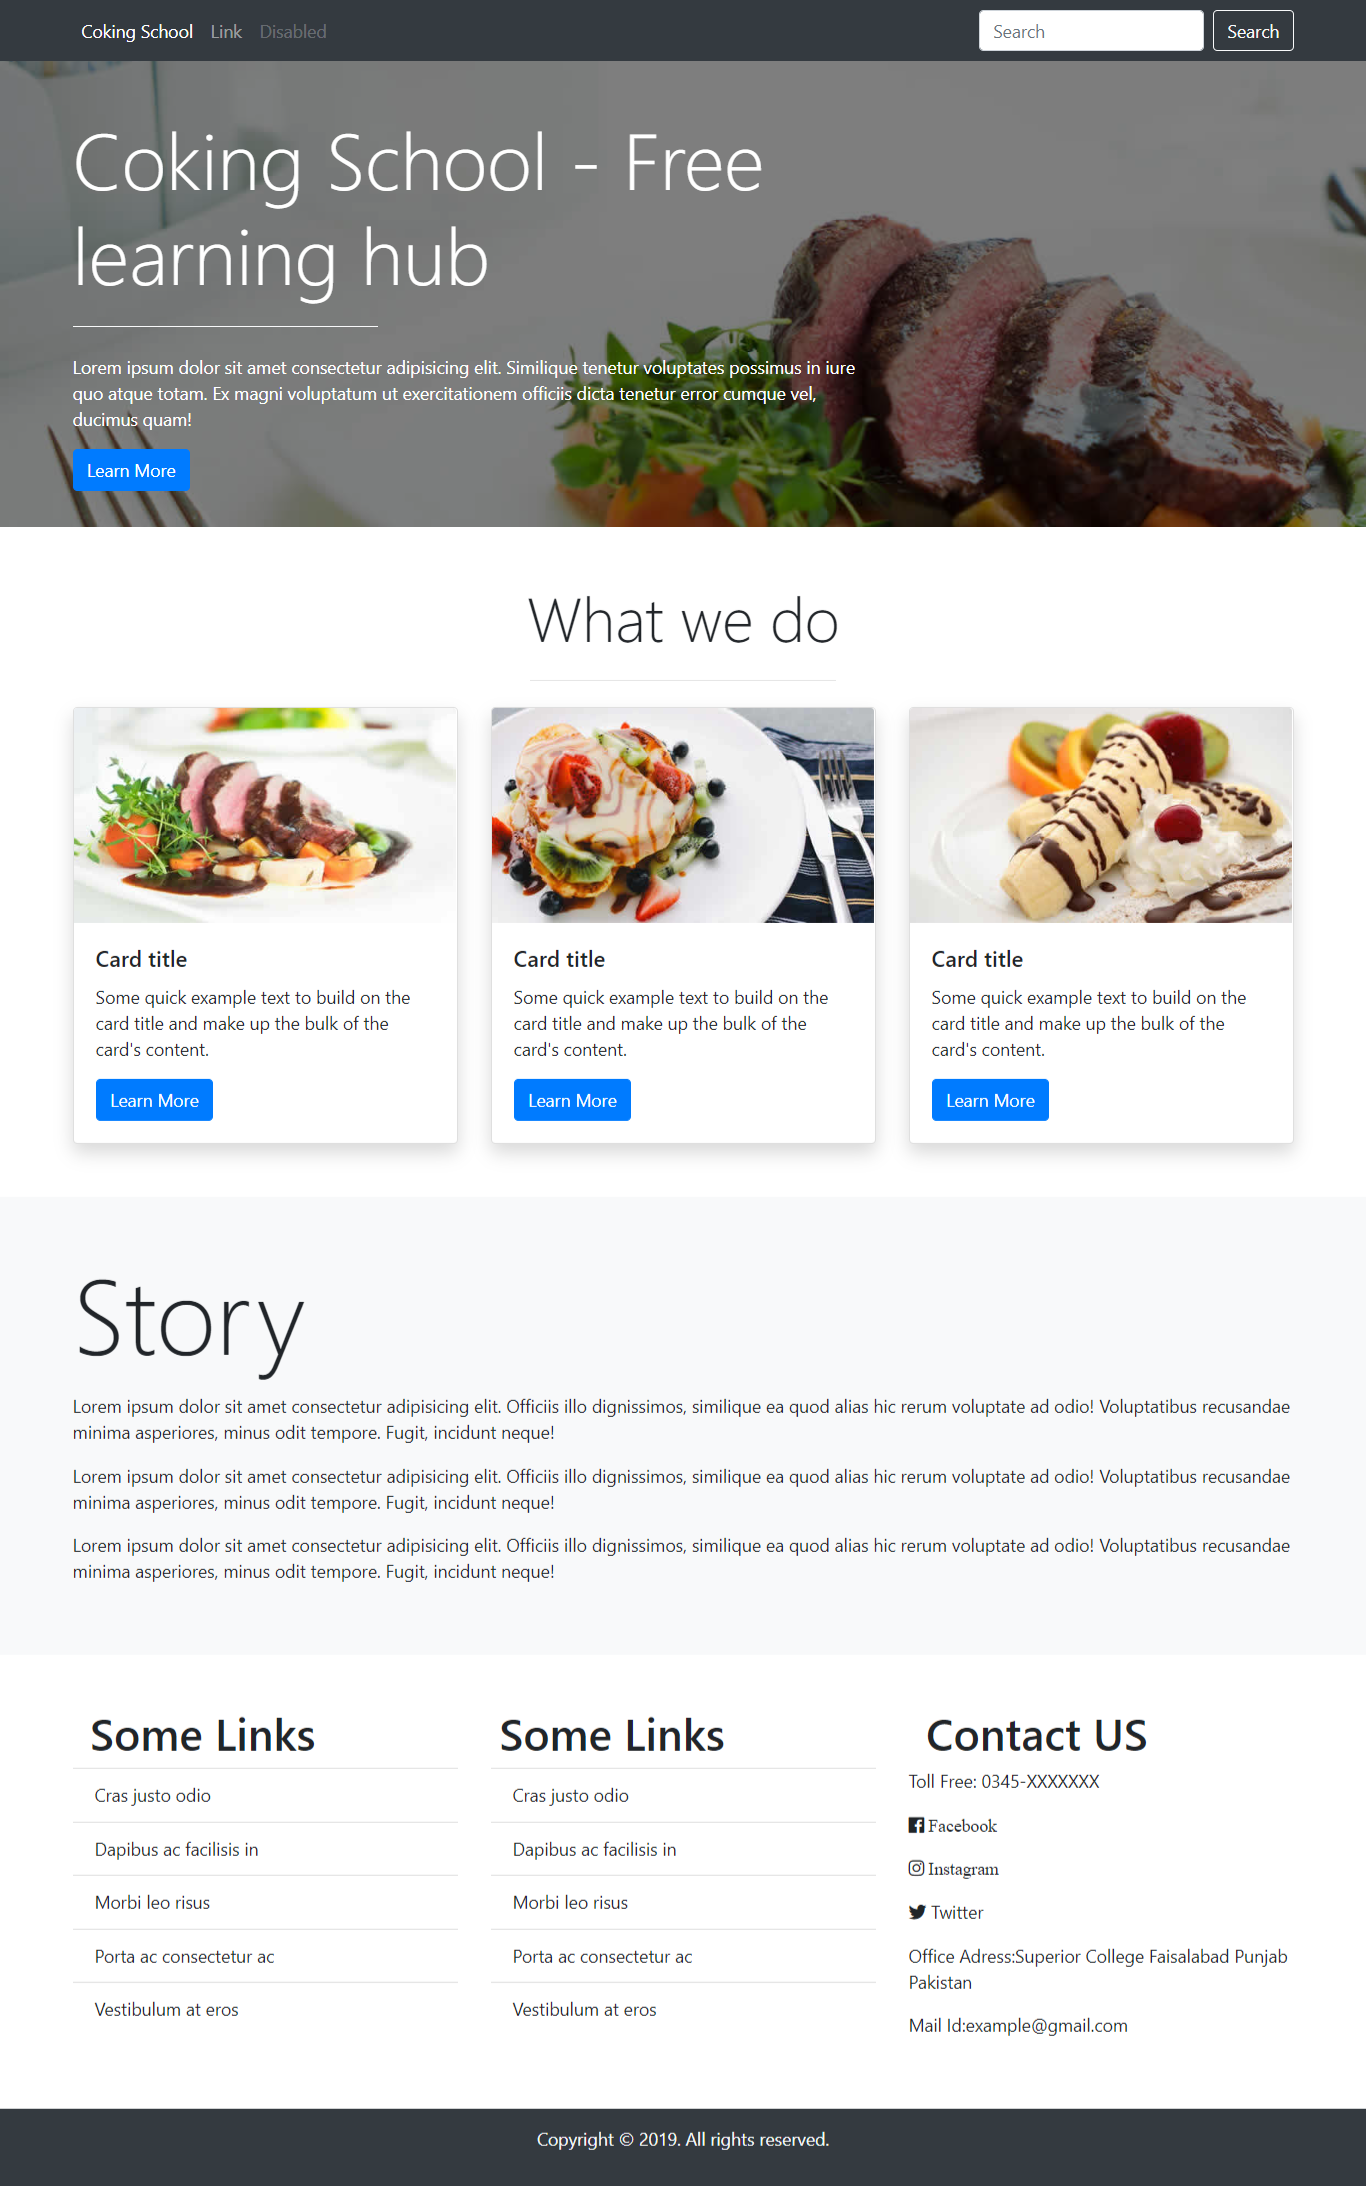 Coking School Link Disabled Search Search
Coking School - Free
learning hub
Lorem ipsum dolor sit amet consectetur adipisicing elit. Similique tenetur voluptates possimus in iure
quo atque totam. Ex magni voluptatum ut exercitationem officiis dicta tenetur error cumque vel,
ducimus quam!
Learn More
What we do
Card title
Some quick example text to build on the
card title and make up the bulk of the
card's content.
Learn More
Card title
Some quick example text to build on the
card title and make up the bulk of the
card's content.
Learn More
Card title
Some quick example text to build on the
card title and make up the bulk of the
card's content.
Learn More
Story
Lorem ipsum dolor sit amet consectetur adipisicing elit. Officiis illo dignissimos, similique ea quod alias hic rerum voluptate ad odio! Voluptatibus recusandae
minima asperiores, minus odit tempore. Fugit, incidunt neque!
Lorem ipsum dolor sit amet consectetur adipisicing elit. Officiis illo dignissimos, similique ea quod alias hic rerum voluptate ad odio! Voluptatibus recusandae
minima asperiores, minus odit tempore. Fugit, incidunt neque!
Lorem ipsum dolor sit amet consectetur adipisicing elit. Officiis illo dignissimos, similique ea quod alias hic rerum voluptate ad odio! Voluptatibus recusandae
minima asperiores, minus odit tempore. Fugit, incidunt neque!
Some Links
Cras justo odio
Dapibus ac facilisis in
Morbi leo risus
Porta ac consectetur ac
Vestibulum at eros
Some Links
Cras justo odio
Dapibus ac facilisis in
Morbi leo risus
Porta ac consectetur ac
Vestibulum at eros
Contact US
Toll Free: 0345-XXXXXXX
Facebook
Instagram
Twitter
Office Adress:Superior College Faisalabad Punjab
Pakistan
Mail Id:example@gmail.com
Copyright © 2019. All rights reserved.